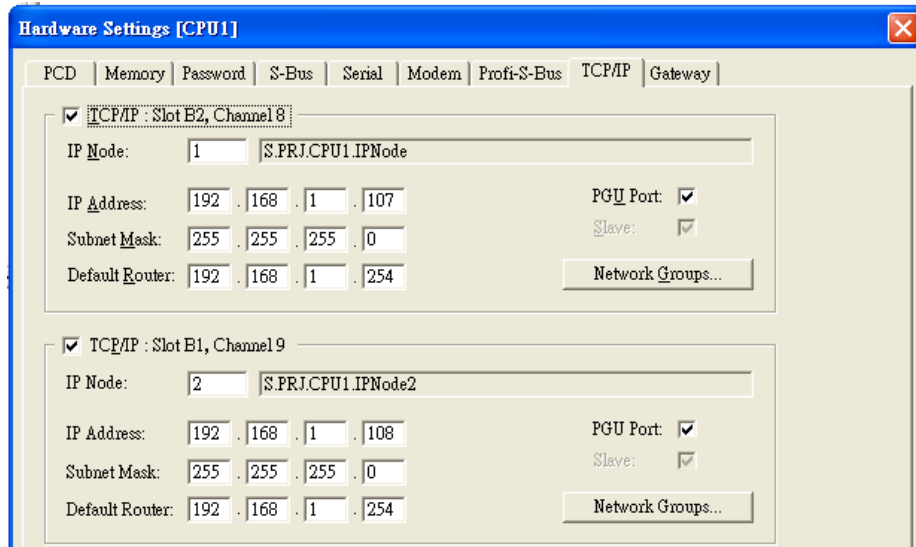 Hardware Settings [CPU1]
PCD Memory Password S-Bus Serial Modem Profi-S-Bus TCP/IP Gateway
TCP/IP : Slot B2, Channel 8
IP Node: 1 S.PRJ.CPU1.IPNode
IP Address: 192 . 168 . 1 . 107 PGU Port:
Slave:
Subnet Mask: 255 . 255 . 255 . 0
Default Router: 192 . 168 . 1 . 254 Network Groups...
TCP/IP : Slot B1, Channel 9
IP Node: 2 S.PRJ.CPU1.IPNode2
IP Address: 192 . 168 . 1 . 108 PGU Port:
Slave:
Subnet Mask: 255 . 255 . 255 . 0
Default Router: 192 . 168 . 1 . 254 Network Groups...